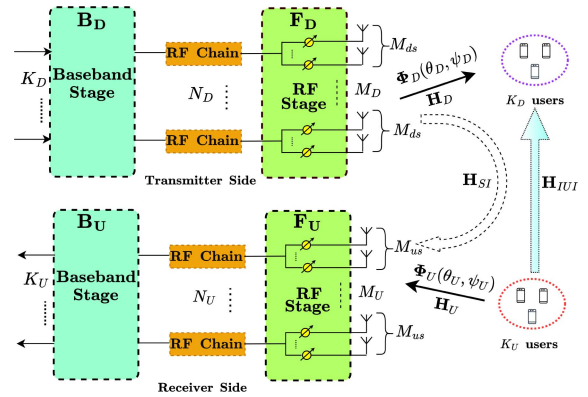 B_D
Baseband
Stage
K_D
RF Chain
N_D
RF Chain
Transmitter Side
F_D
RF
Stage
M_ds
M_D
M_ds
Φ_D(θ_D, ψ_D)
H_D
K_D users
H_SI
H_IUI
B_U
Baseband
Stage
K_U
RF Chain
N_U
RF Chain
Receiver Side
F_U
RF
Stage
M_us
M_U
M_us
Φ_U(θ_U, ψ_U)
H_U
K_U users